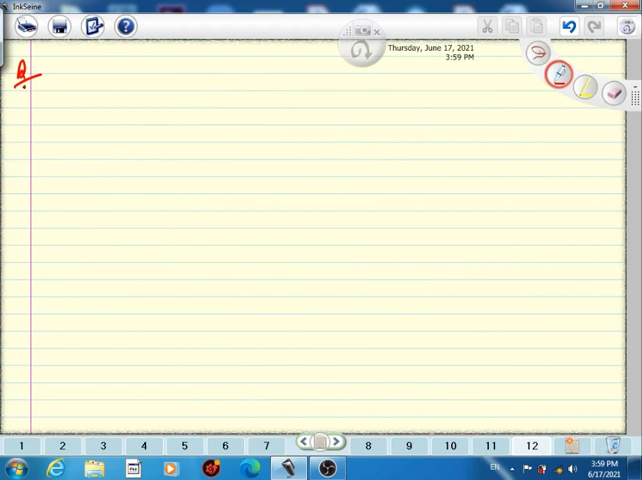 InkSeine
Thursday, June 17, 2021
3:59 PM
Q.
1 2 3 4 5 6 7 8 9 10 11 12
EN 3:59 PM
6/17/2021